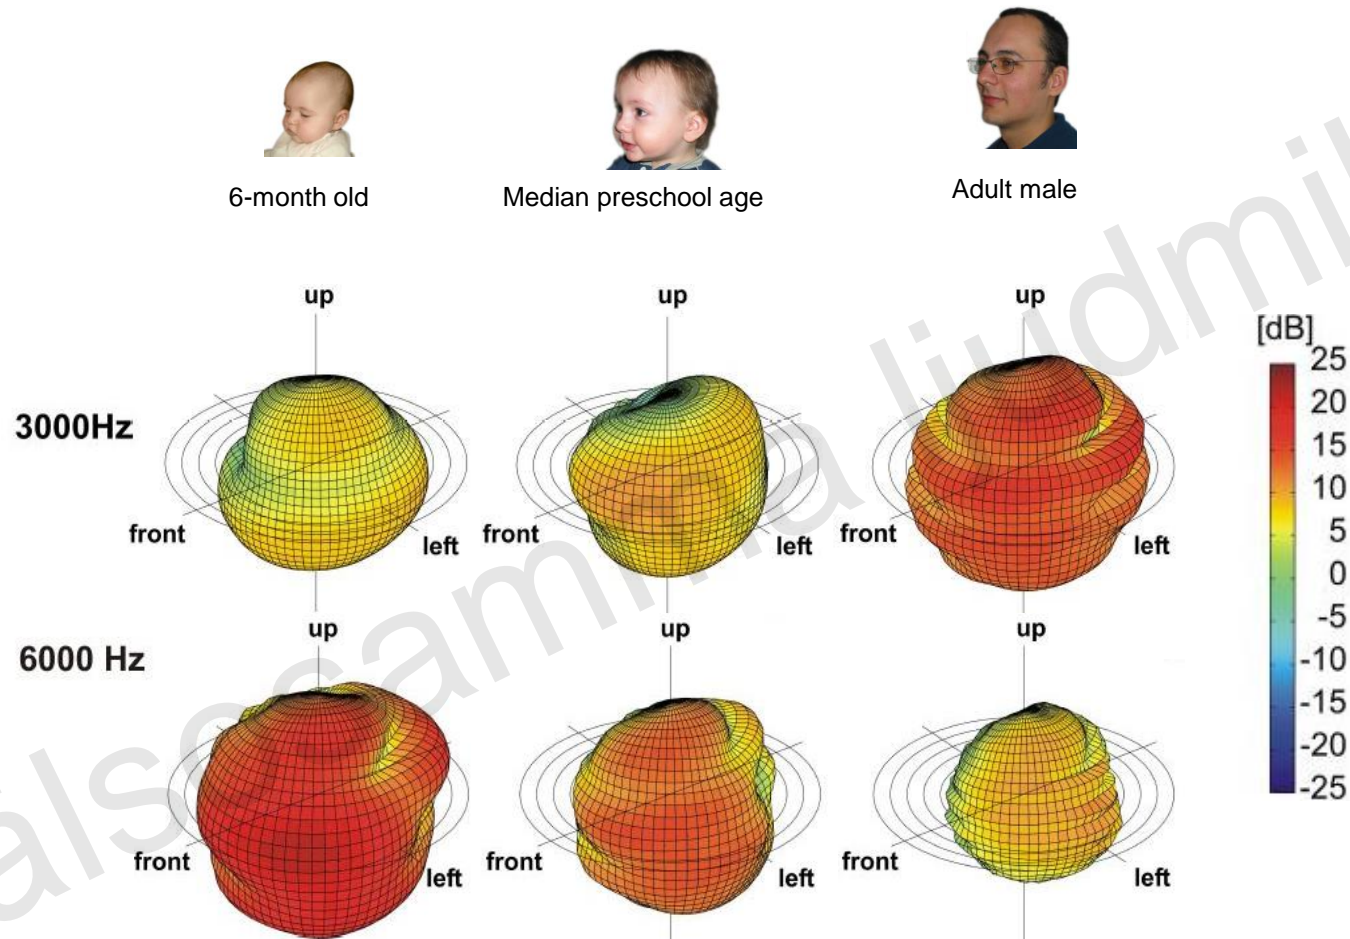 6-month old
Median preschool age
Adult male
up
up
up
[dB]
25
20
15
10
5
0
-5
-10
-15
-20
-25
3000Hz
front
left
front
left
front
left
up
up
up
6000 Hz
front
left
front
left
front
left